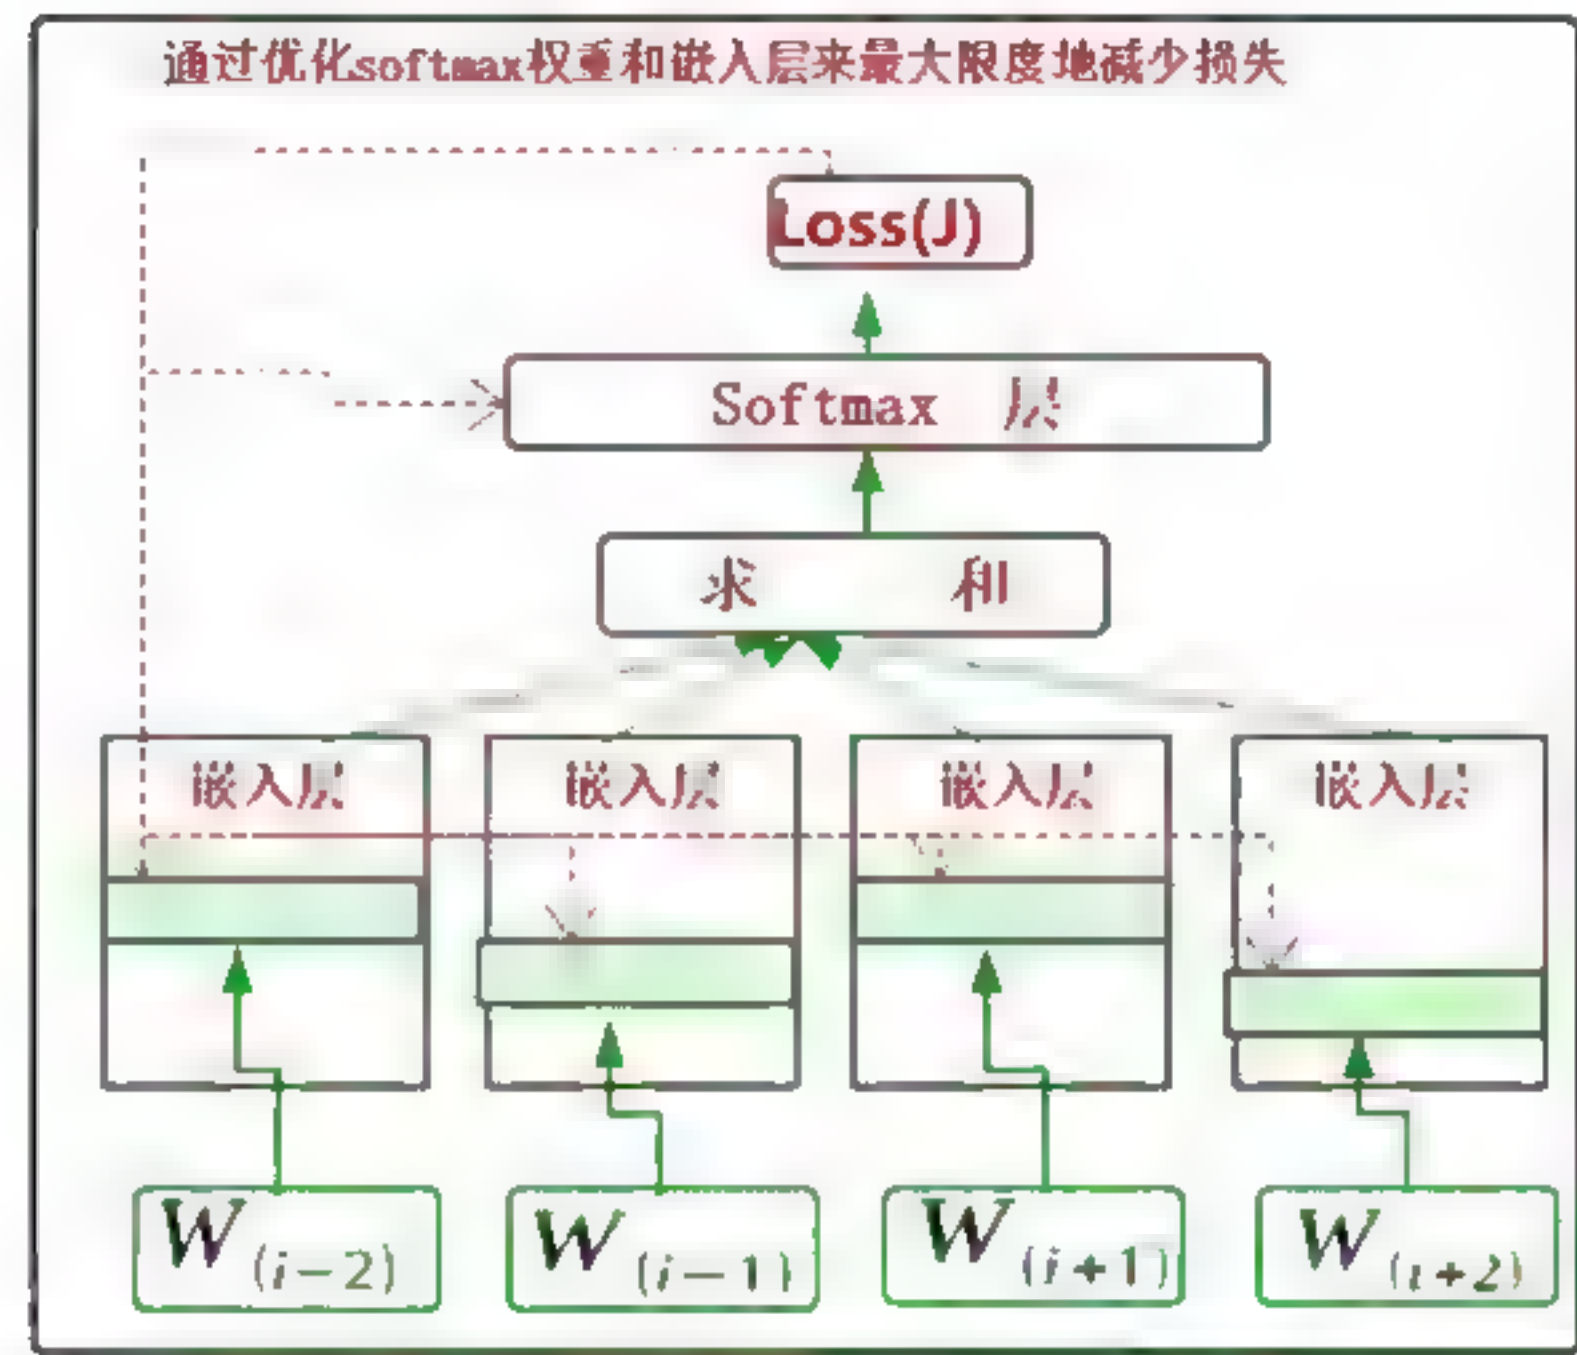 通过优化softmax权重和嵌入层来最大限度地减少损失
Loss(J)
Softmax 层
求 和
嵌入层 嵌入层 嵌入层 嵌入层
W(i-2) W(i-1) W(i+1) W(i+2)